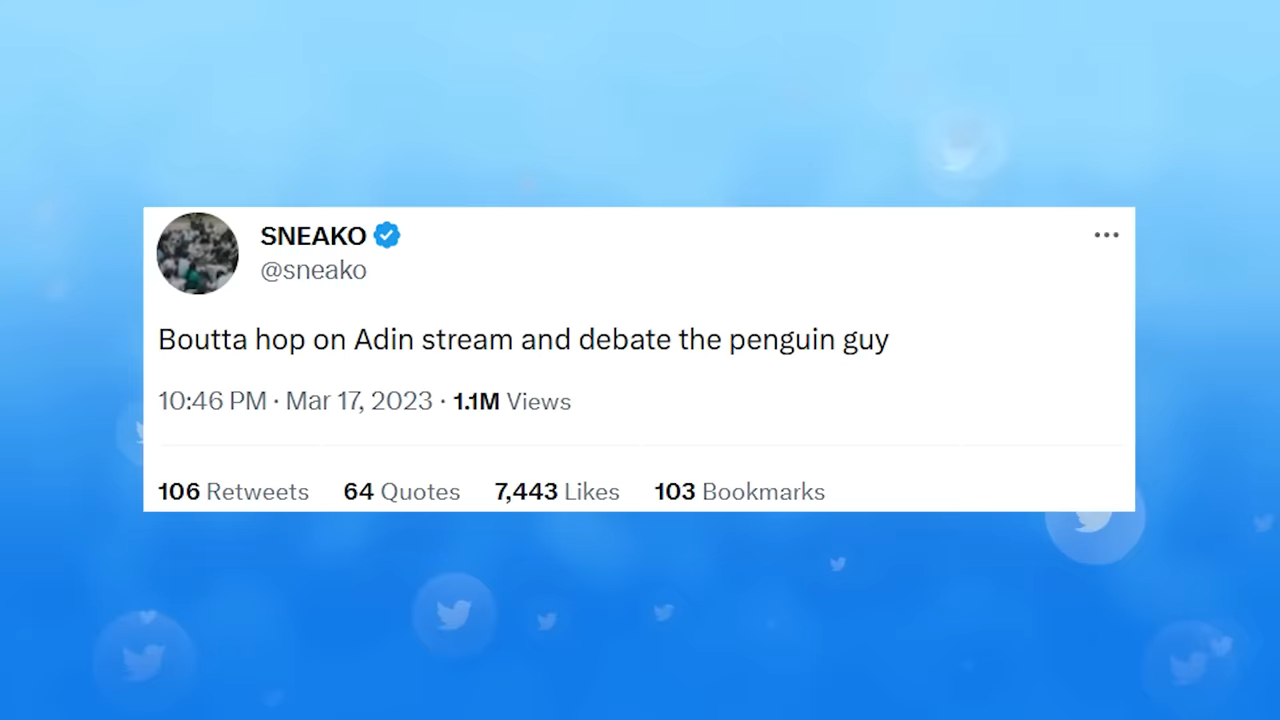 SNEAKO
@sneako
Boutta hop on Adin stream and debate the penguin guy
10:46 PM · Mar 17, 2023 · 1.1M Views
106 Retweets 64 Quotes 7,443 Likes 103 Bookmarks